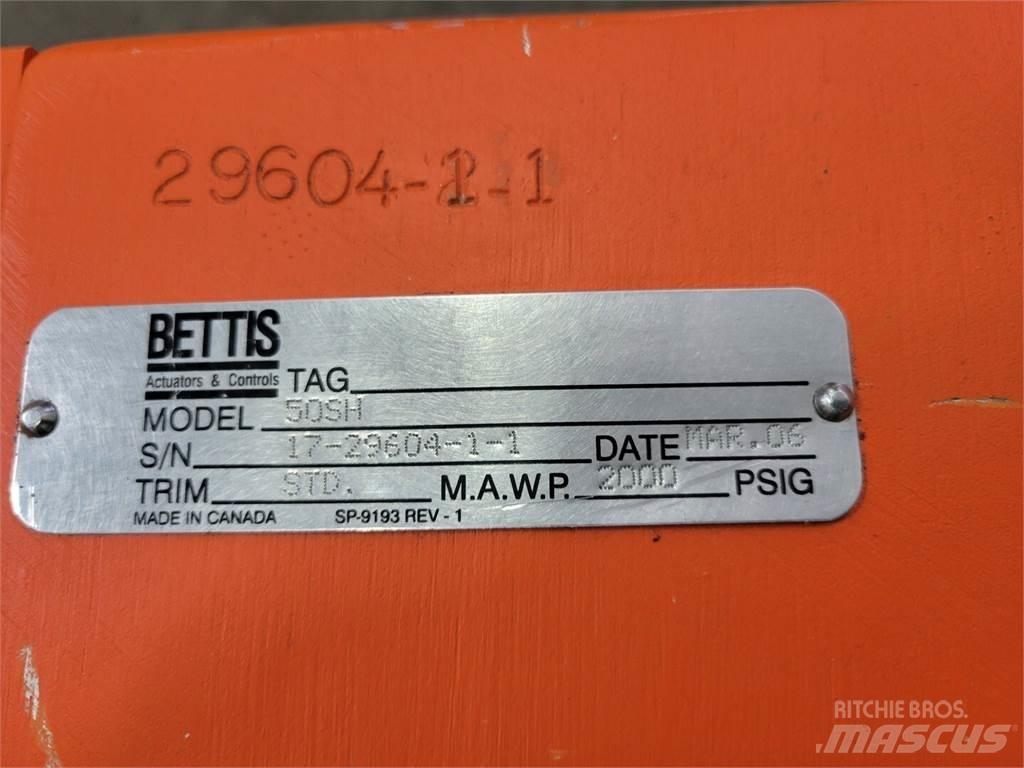 29604-1-1
BETTIS
Actuators & Controls
TAG
MODEL 50SH
S/N 17-29604-1-1 DATE MAR.06
TRIM STD. M.A.W.P. 2000 PSIG
MADE IN CANADA SP-9193 REV - 1
RITCHIE BROS.
MASCUS